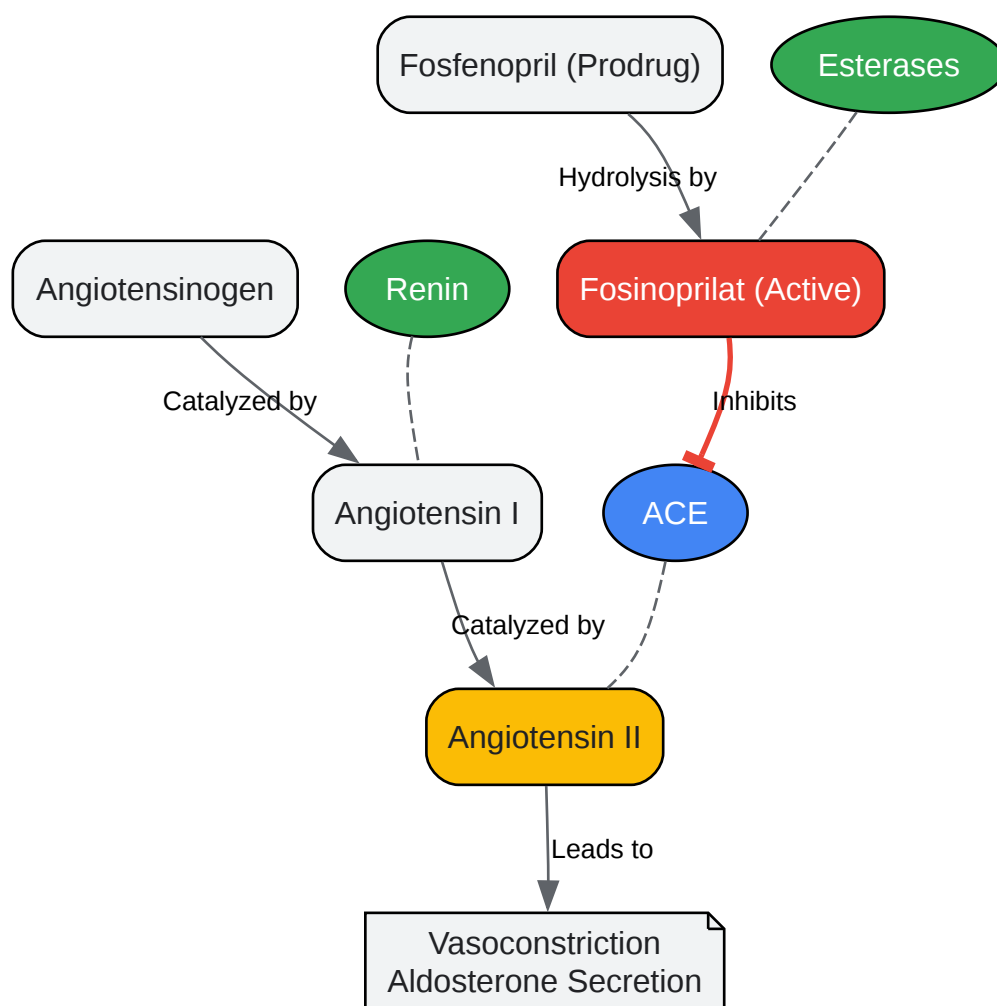 Fosfenopril (Prodrug)
Esterases
Hydrolysis by
Angiotensinogen
Renin
Fosinoprilat (Active)
Catalyzed by
Inhibits
Angiotensin I
ACE
Catalyzed by
Angiotensin II
Leads to
Vasoconstriction
Aldosterone Secretion